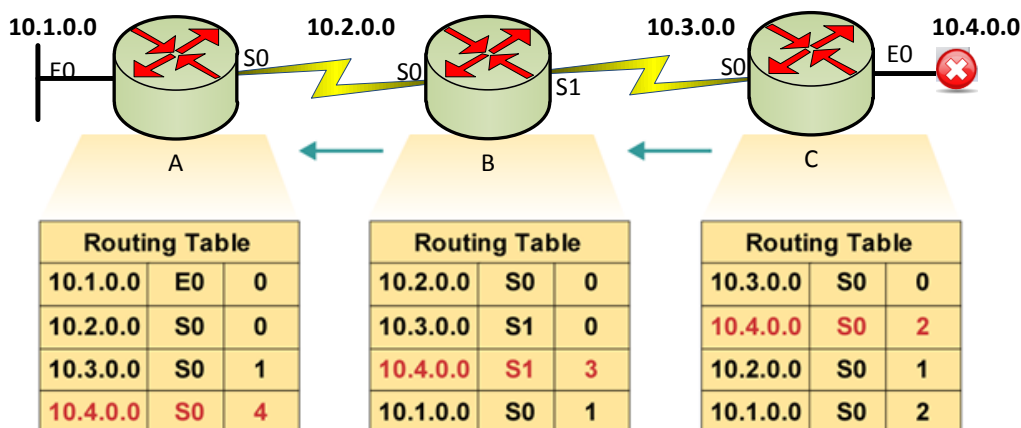 10.1.0.0 10.2.0.0 10.3.0.0 10.4.0.0
E0 S0 S0 S1 S0 E0
A B C
Routing Table
10.1.0.0 E0 0
10.2.0.0 S0 0
10.3.0.0 S0 1
10.4.0.0 S0 4
Routing Table
10.2.0.0 S0 0
10.3.0.0 S1 0
10.4.0.0 S1 3
10.1.0.0 S0 1
Routing Table
10.3.0.0 S0 0
10.4.0.0 S0 2
10.2.0.0 S0 1
10.1.0.0 S0 2